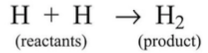 H + H → H₂
(reactants) (product)